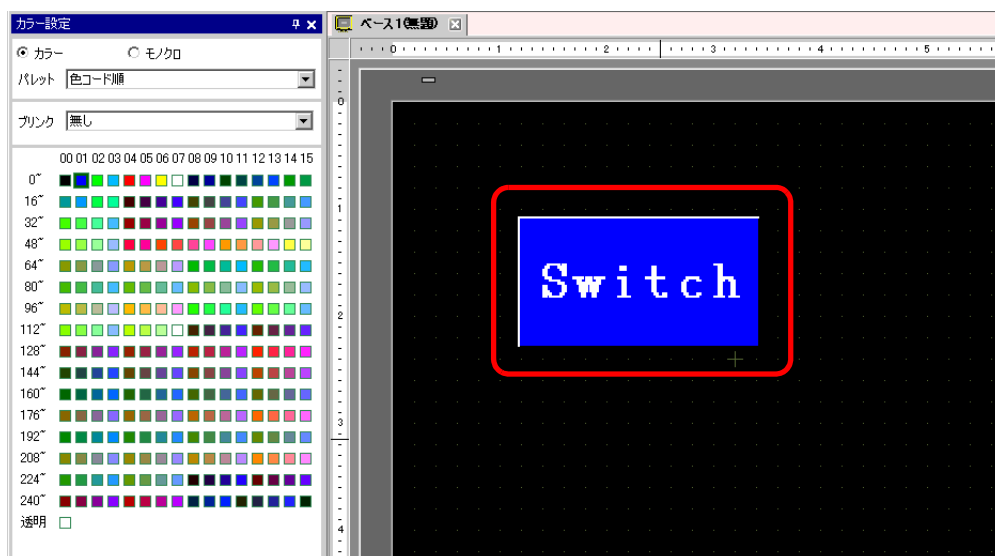 カラー設定
ベース1(無題)
カラー モノクロ
パレット 色コード順
ブリンク 無し
00 01 02 03 04 05 06 07 08 09 10 11 12 13 14 15
0~
16~
32~
48~
64~
80~
96~
112~
128~
144~
160~
176~
192~
208~
224~
240~
透明
0 1 2 3 4 5
0
1
2
3
4
Switch